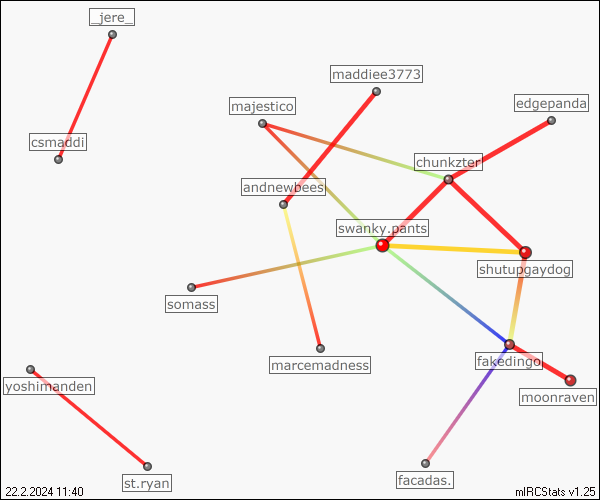 _jere_
maddiee3773
majestico
edgepanda
csmaddi
chunkzter
andnewbees
swanky.pants
shutupgaydog
somass
marcemadness
fakedingo
yoshimanden
moonraven
st.ryan
facadas.
22.2.2024 11:40
mIRCStats v1.25